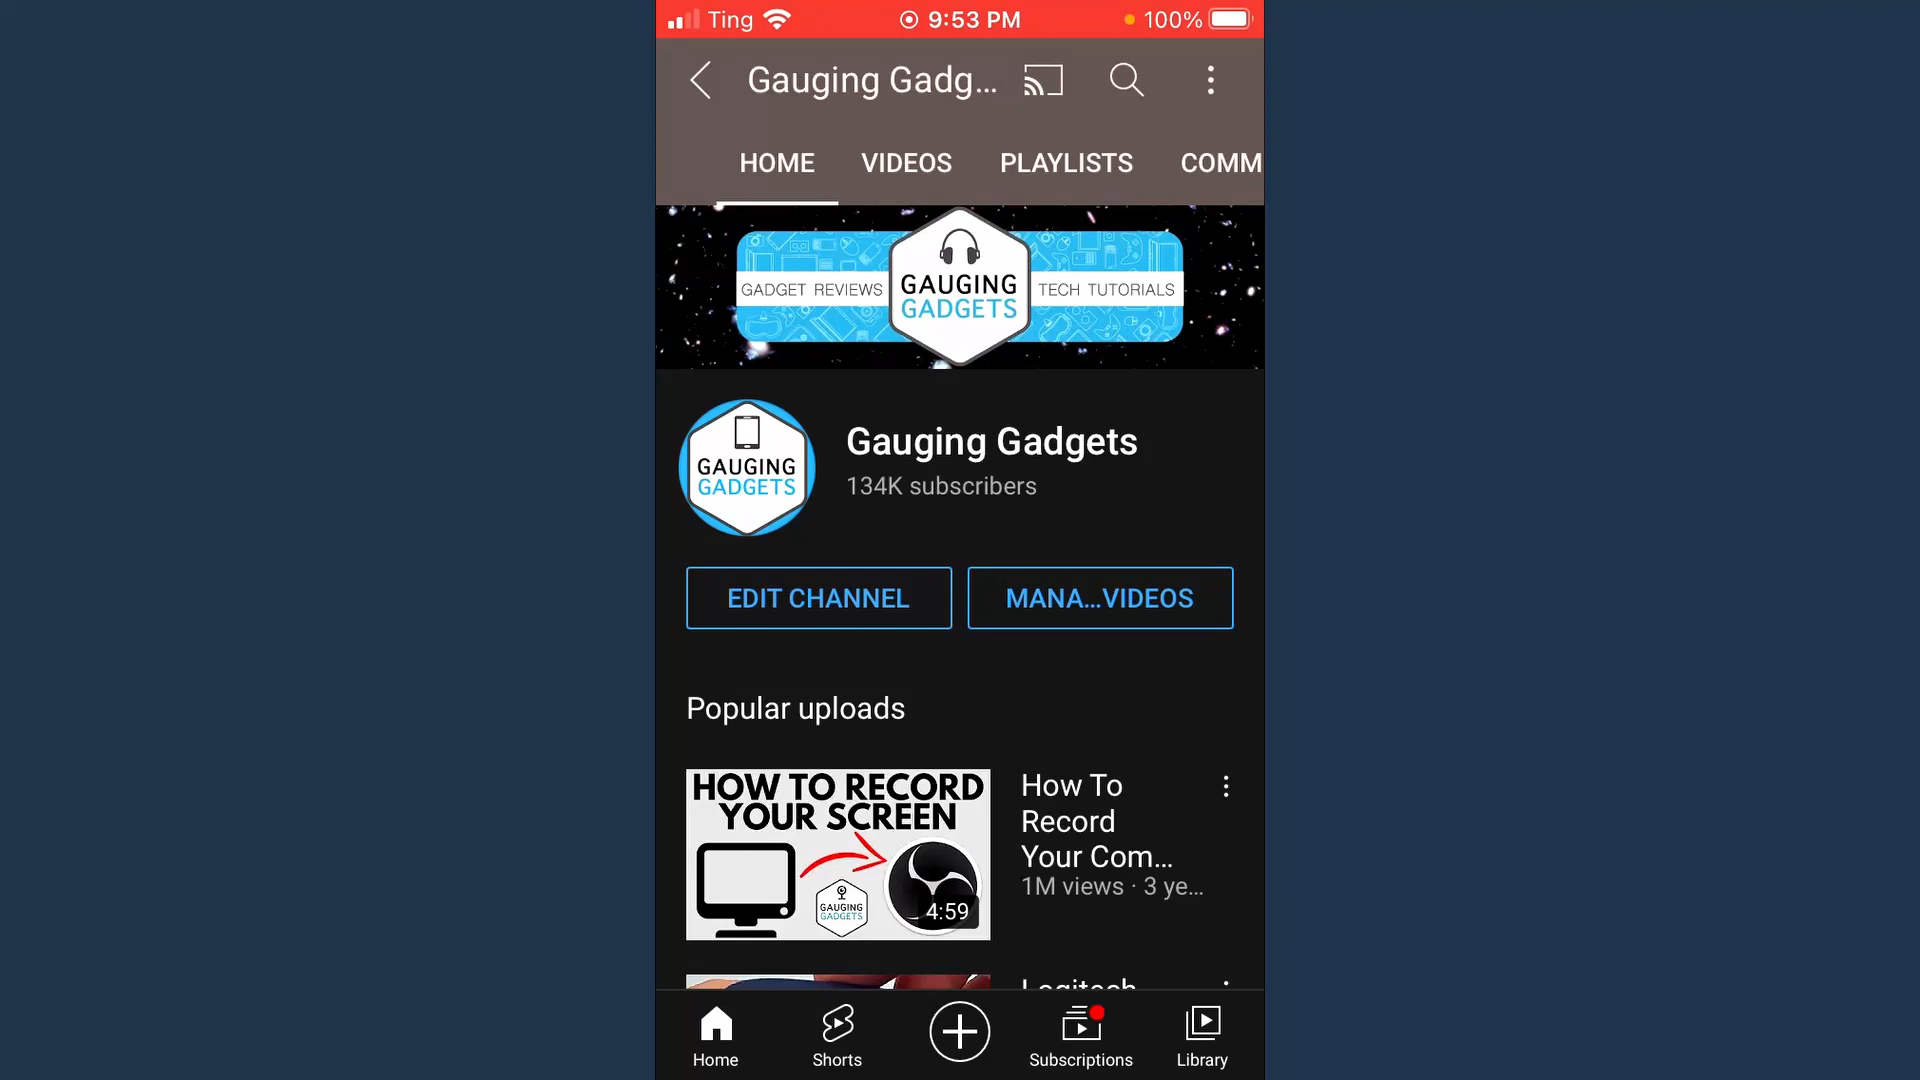 Ting 9:53 PM 100%
Gauging Gadg...
HOME VIDEOS PLAYLISTS COMM
GADGET REVIEWS GAUGING GADGETS TECH TUTORIALS
GAUGING
GADGETS
Gauging Gadgets
134K subscribers
EDIT CHANNEL MANA...VIDEOS
Popular uploads
HOW TO RECORD
YOUR SCREEN
GAUGING
GADGETS
4:59
How To
Record
Your Com...
1M views · 3 ye...
Logitech
Home Shorts Subscriptions Library